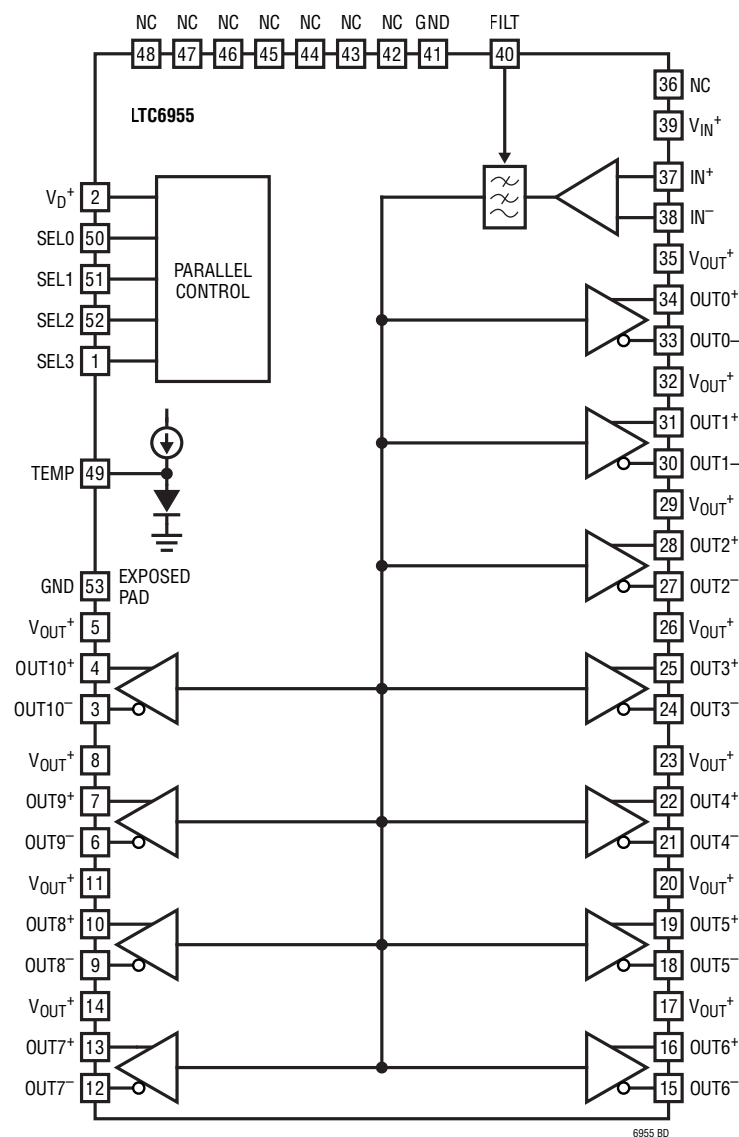 NC NC NC NC NC NC NC GND FILT
48 47 46 45 44 43 42 41 40
LTC6955
36 NC
39 VIN+
37 IN+
38 IN–
35 VOUT+
34 OUT0+
33 OUT0–
32 VOUT+
31 OUT1+
30 OUT1–
29 VOUT+
28 OUT2+
27 OUT2–
26 VOUT+
25 OUT3+
24 OUT3–
23 VOUT+
22 OUT4+
21 OUT4–
20 VOUT+
19 OUT5+
18 OUT5–
17 VOUT+
16 OUT6+
15 OUT6–
VD+ 2
SEL0 50
SEL1 51
SEL2 52
SEL3 1
PARALLEL
CONTROL
TEMP 49
GND 53 EXPOSED
PAD
VOUT+ 5
OUT10+ 4
OUT10– 3
VOUT+ 8
OUT9+ 7
OUT9– 6
VOUT+ 11
OUT8+ 10
OUT8– 9
VOUT+ 14
OUT7+ 13
OUT7– 12
6955 BD